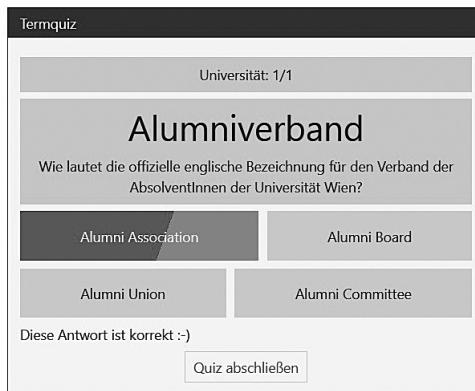 Termquiz
Universität: 1/1
Alumniverband
Wie lautet die offizielle englische Bezeichnung für den Verband der
AbsolventInnen der Universität Wien?
Alumni Association
Alumni Board
Alumni Union
Alumni Committee
Diese Antwort ist korrekt :-)
Quiz abschließen